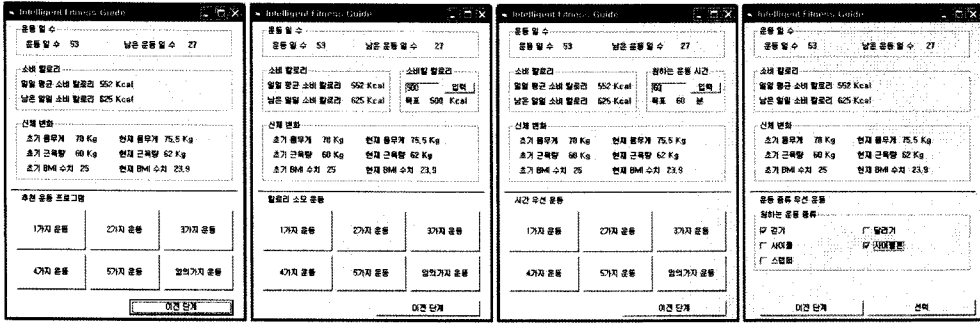 Intelligent Fitness Guide
운동 일 수
운동 일 수 53 남은 운동 일 수 27
소비 칼로리
일일 평균 소비 칼로리 552 Kcal
남은 일일 소비 칼로리 625 Kcal
신체 변화
초기 몸무게 78 Kg 현재 몸무게 75.5 Kg
초기 근육량 60 Kg 현재 근육량 62 Kg
초기 BMI 수치 25 현재 BMI 수치 23.9
추천 운동 프로그램
1가지 운동 2가지 운동 3가지 운동
4가지 운동 5가지 운동 임의가지 운동
이전 단계
Intelligent Fitness Guide
운동 일 수
운동 일 수 53 남은 운동 일 수 27
소비 칼로리
일일 평균 소비 칼로리 552 Kcal
남은 일일 소비 칼로리 625 Kcal
소비할 칼로리
500 입력
목표 500 Kcal
신체 변화
초기 몸무게 78 Kg 현재 몸무게 75.5 Kg
초기 근육량 60 Kg 현재 근육량 62 Kg
초기 BMI 수치 25 현재 BMI 수치 23.9
칼로리 소모 운동
1가지 운동 2가지 운동 3가지 운동
4가지 운동 5가지 운동 임의가지 운동
이전 단계
Intelligent Fitness Guide
운동 일 수
운동 일 수 53 남은 운동 일 수 27
소비 칼로리
일일 평균 소비 칼로리 552 Kcal
남은 일일 소비 칼로리 625 Kcal
원하는 운동 시간
60 입력
목표 60 분
신체 변화
초기 몸무게 78 Kg 현재 몸무게 75.5 Kg
초기 근육량 60 Kg 현재 근육량 62 Kg
초기 BMI 수치 25 현재 BMI 수치 23.9
시간 우선 운동
1가지 운동 2가지 운동 3가지 운동
4가지 운동 5가지 운동 임의가지 운동
이전 단계
Intelligent Fitness Guide
운동 일 수
운동 일 수 53 남은 운동 일 수 27
소비 칼로리
일일 평균 소비 칼로리 552 Kcal
남은 일일 소비 칼로리 625 Kcal
신체 변화
초기 몸무게 78 Kg 현재 몸무게 75.5 Kg
초기 근육량 60 Kg 현재 근육량 62 Kg
초기 BMI 수치 25 현재 BMI 수치 23.9
운동 종류 우선 운동
원하는 운동 종류
걷기 달리기
사이클 사이벌론
스텝퍼
이전 단계 선택